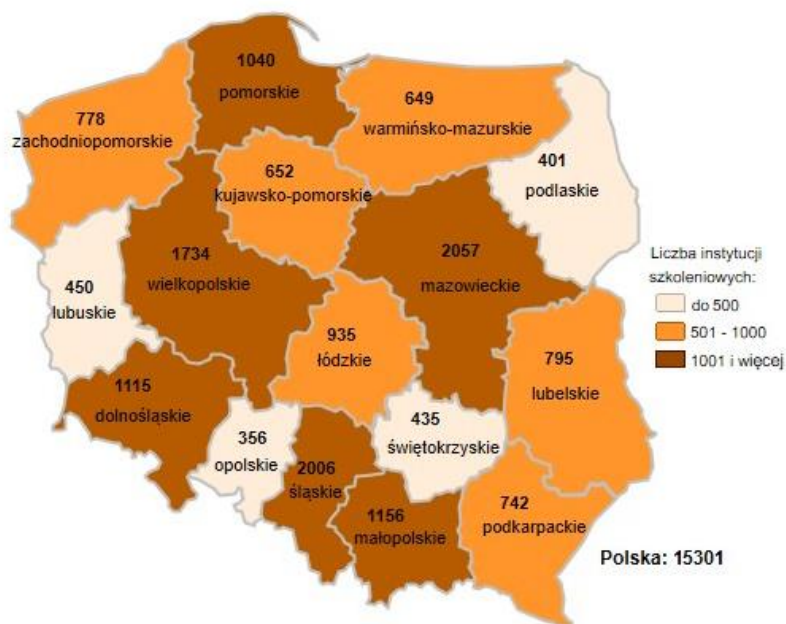 1040
pomorskie
778
zachodniopomorskie
649
warmińsko-mazurskie
401
podlaskie
652
kujawsko-pomorskie
1734
wielkopolskie
2057
mazowieckie
450
lubuskie
935
łódzkie
795
lubelskie
1115
dolnośląskie
356
opolskie
2006
śląskie
435
świętokrzyskie
1156
małopolskie
742
podkarpackie
Liczba instytucji
szkoleniowych:
do 500
501 - 1000
1001 i więcej
Polska: 15301